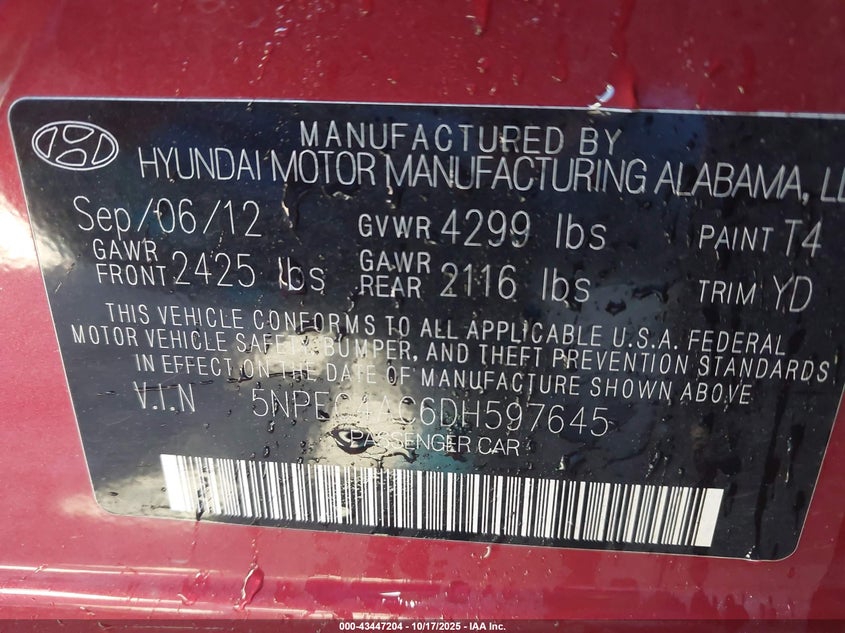 MANUFACTURED BY
HYUNDAI MOTOR MANUFACTURING ALABAMA, LL
Sep/06/12 GVWR 4299 lbs PAINT T4
GAWR FRONT 2425 lbs GAWR REAR 2116 lbs TRIM YD
THIS VEHICLE CONFORMS TO ALL APPLICABLE U.S.A. FEDERAL
MOTOR VEHICLE SAFETY, BUMPER, AND THEFT PREVENTION STANDARDS
IN EFFECT ON THE DATE OF MANUFACTURE SHOWN ABOVE
V.I.N 5NPEC4AC6DH597645
PASSENGER CAR
000-43447204 - 10/17/2025 - IAA, Inc.